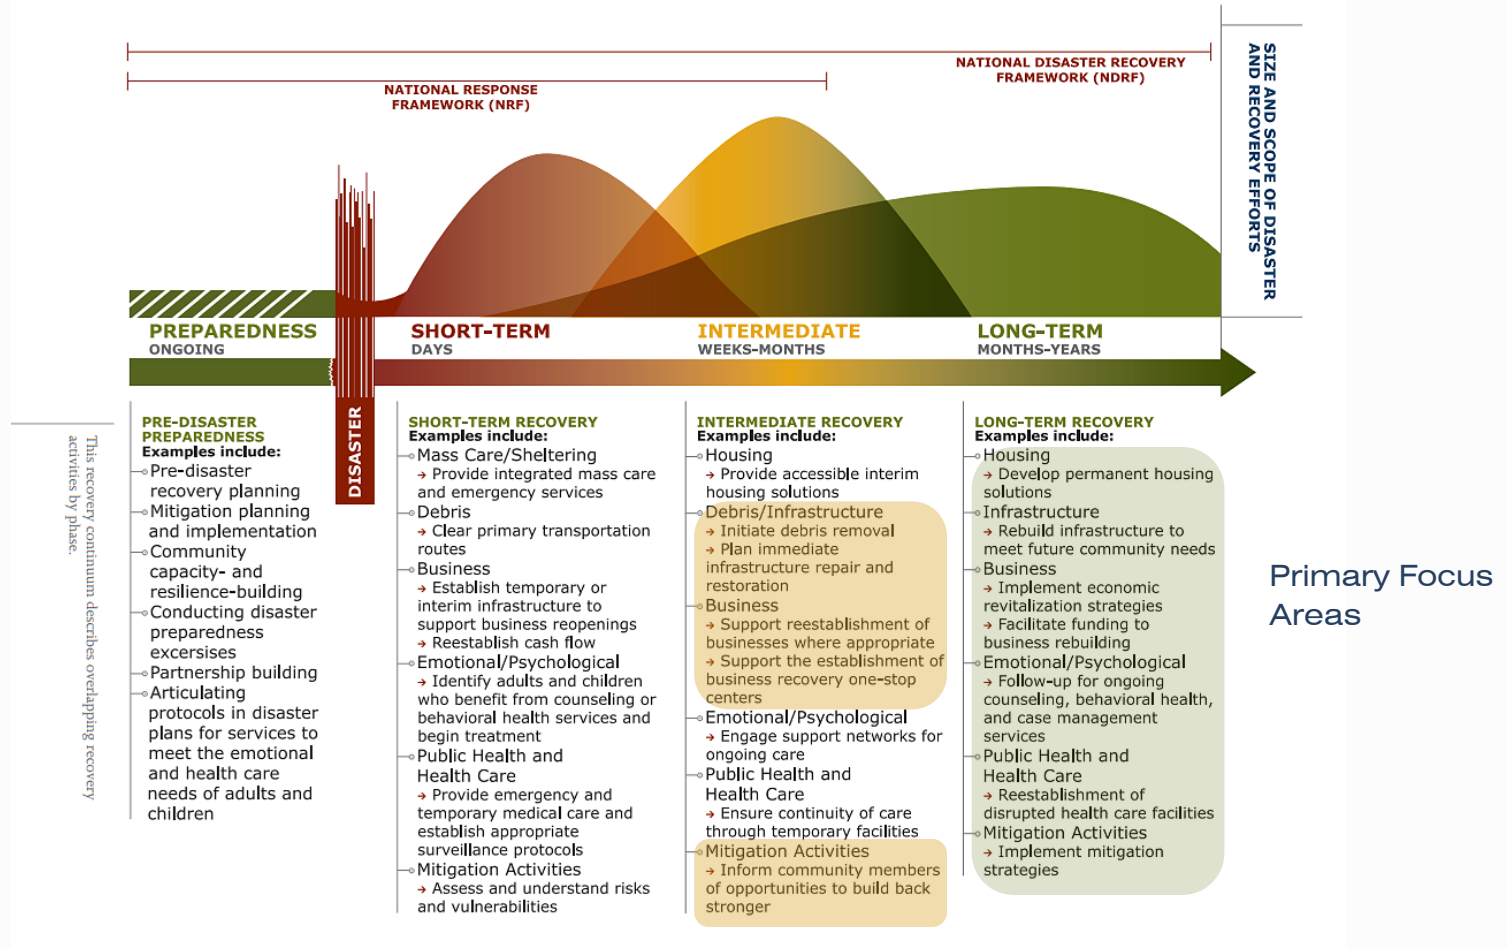 NATIONAL DISASTER RECOVERY
FRAMEWORK (NDRF)
NATIONAL RESPONSE
FRAMEWORK (NRF)
SIZE AND SCOPE OF DISASTER
AND RECOVERY EFFORTS
PREPAREDNESS
ONGOING
SHORT-TERM
DAYS
INTERMEDIATE
WEEKS-MONTHS
LONG-TERM
MONTHS-YEARS
DISASTER
This recovery continuum describes overlapping recovery
activities by phase.
PRE-DISASTER
PREPAREDNESS
Examples include:
Pre-disaster
recovery planning
Mitigation planning
and implementation
Community
capacity- and
resilience-building
Conducting disaster
preparedness
excersises
Partnership building
Articulating
protocols in disaster
plans for services to
meet the emotional
and health care
needs of adults and
children
SHORT-TERM RECOVERY
Examples include:
Mass Care/Sheltering
→ Provide integrated mass care
and emergency services
Debris
→ Clear primary transportation
routes
Business
→ Establish temporary or
interim infrastructure to
support business reopenings
→ Reestablish cash flow
Emotional/Psychological
→ Identify adults and children
who benefit from counseling or
behavioral health services and
begin treatment
Public Health and
Health Care
→ Provide emergency and
temporary medical care and
establish appropriate
surveillance protocols
Mitigation Activities
→ Assess and understand risks
and vulnerabilities
INTERMEDIATE RECOVERY
Examples include:
Housing
→ Provide accessible interim
housing solutions
Debris/Infrastructure
→ Initiate debris removal
→ Plan immediate
infrastructure repair and
restoration
Business
→ Support reestablishment of
businesses where appropriate
→ Support the establishment of
business recovery one-stop
centers
Emotional/Psychological
→ Engage support networks for
ongoing care
Public Health and
Health Care
→ Ensure continuity of care
through temporary facilities
Mitigation Activities
→ Inform community members
of opportunities to build back
stronger
LONG-TERM RECOVERY
Examples include:
Housing
→ Develop permanent housing
solutions
Infrastructure
→ Rebuild infrastructure to
meet future community needs
Business
→ Implement economic
revitalization strategies
→ Facilitate funding to
business rebuilding
Emotional/Psychological
→ Follow-up for ongoing
counseling, behavioral health,
and case management
services
Public Health and
Health Care
→ Reestablishment of
disrupted health care facilities
Mitigation Activities
→ Implement mitigation
strategies
Primary Focus
Areas